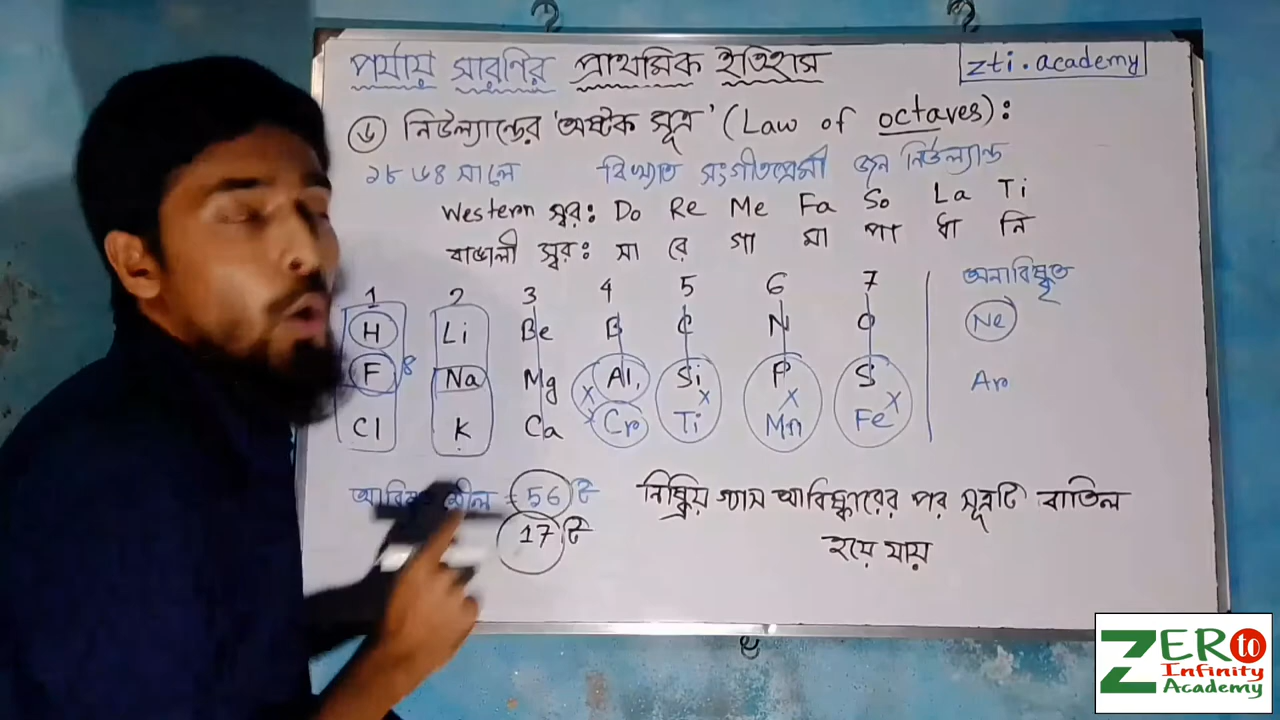 পর্যায় সারণির প্রাথমিক ইতিহাস
zti.academy
৬ নিউল্যান্ডের 'অষ্টক সূত্র' (Law of octaves):
১৮৬৪ সালে বিখ্যাত সংগীতপ্রেমী জন নিউল্যান্ড
Western স্বর: Do Re Me Fa So La Ti
বাঙালী স্বর: সা রে গা মা পা ধা নি
1 2 3 4 5 6 7 অনাবিষ্কৃত
H Li Be B C N O Ne
F 8 Na Mg Al, Si P S Ar
x x x x
Cl K Ca Cr Ti Mn Fe
56 টি নিষ্ক্রিয় গ্যাস আবিষ্কারের পর সূত্রটি বাতিল
17 টি হয়ে যায়
ZERO to
Infinity
Academy